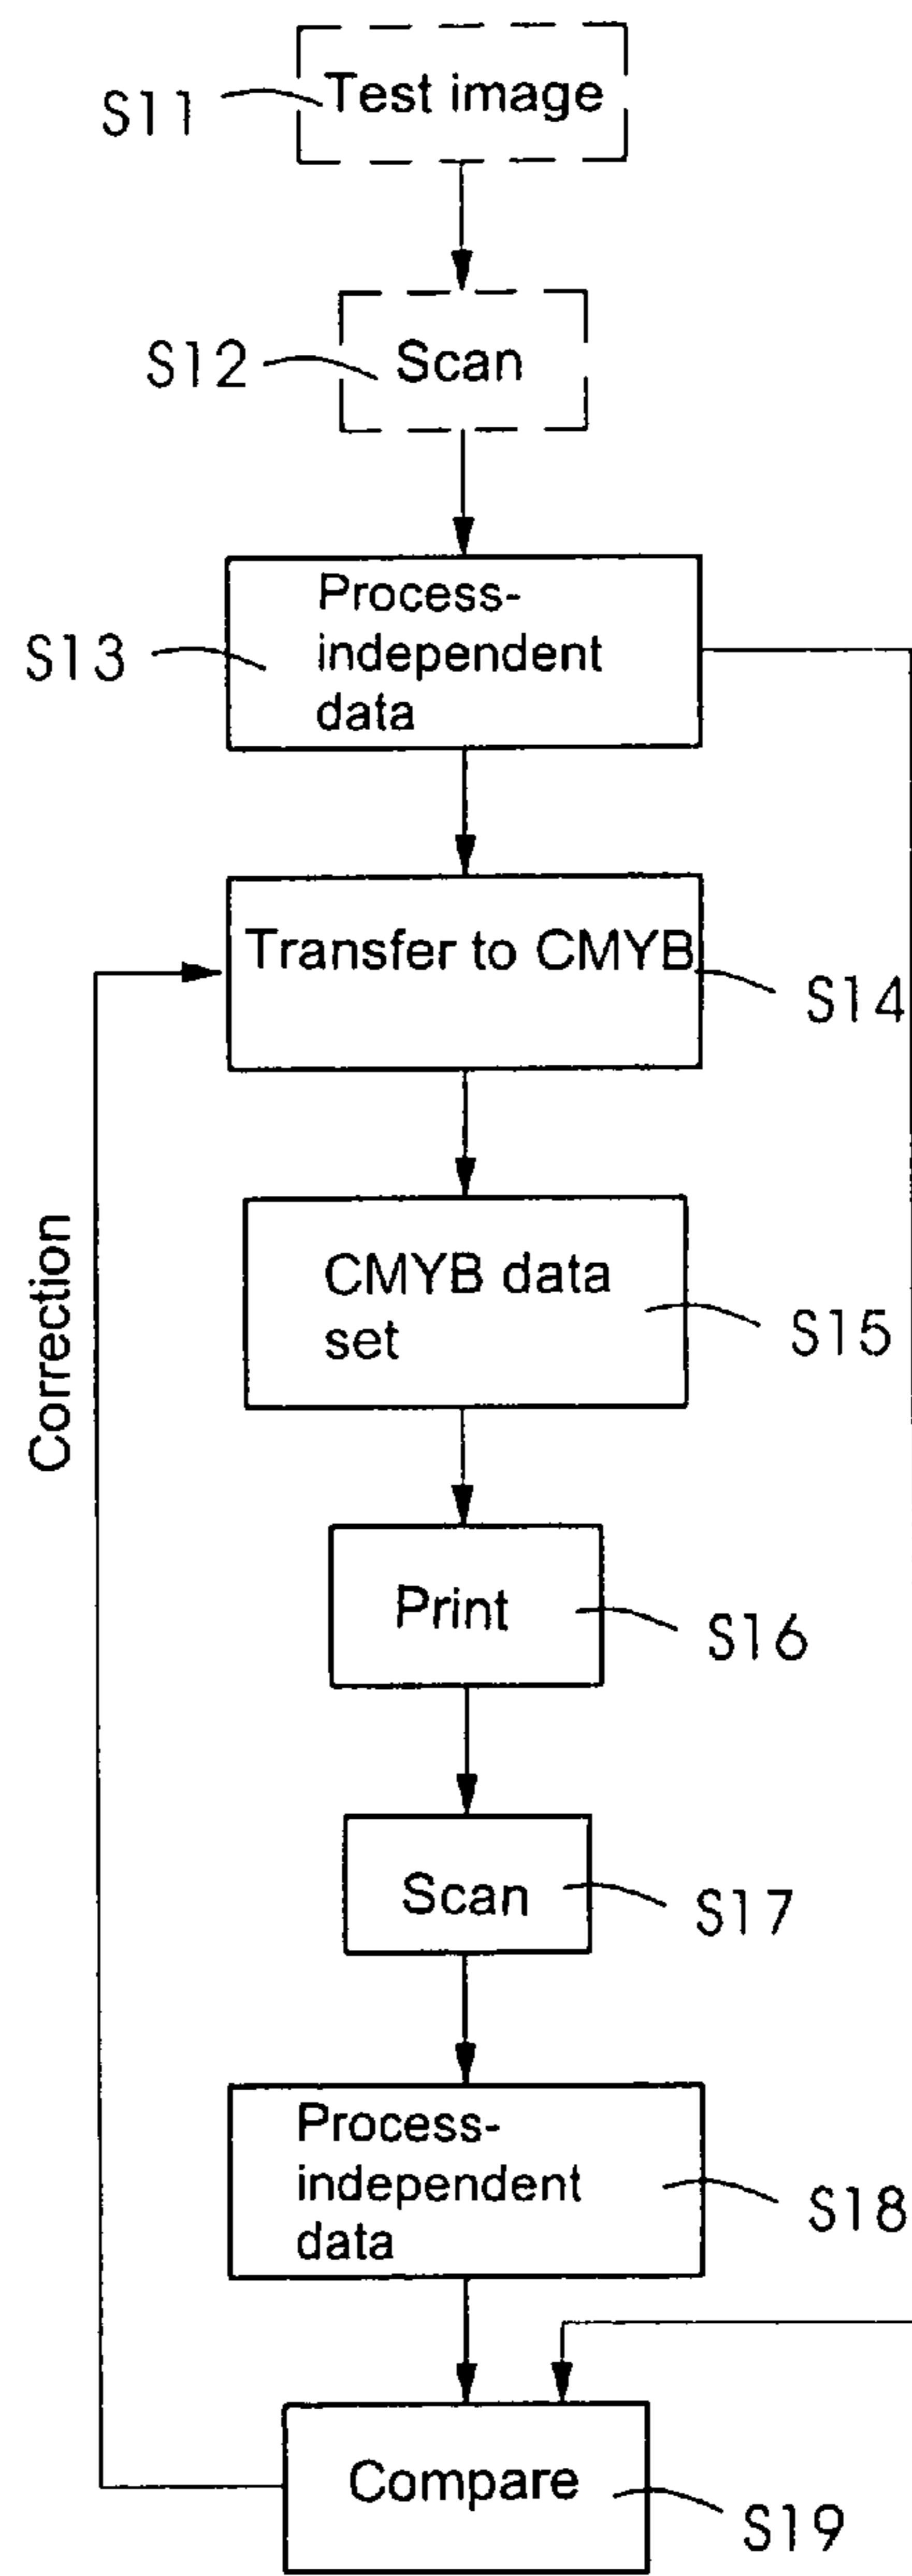 Test image
S11
Scan
S12
Process-
independent
data
S13
Transfer to CMYB
S14
CMYB data
set
S15
Correction
Print
S16
Scan
S17
Process-
independent
data
S18
Compare
S19